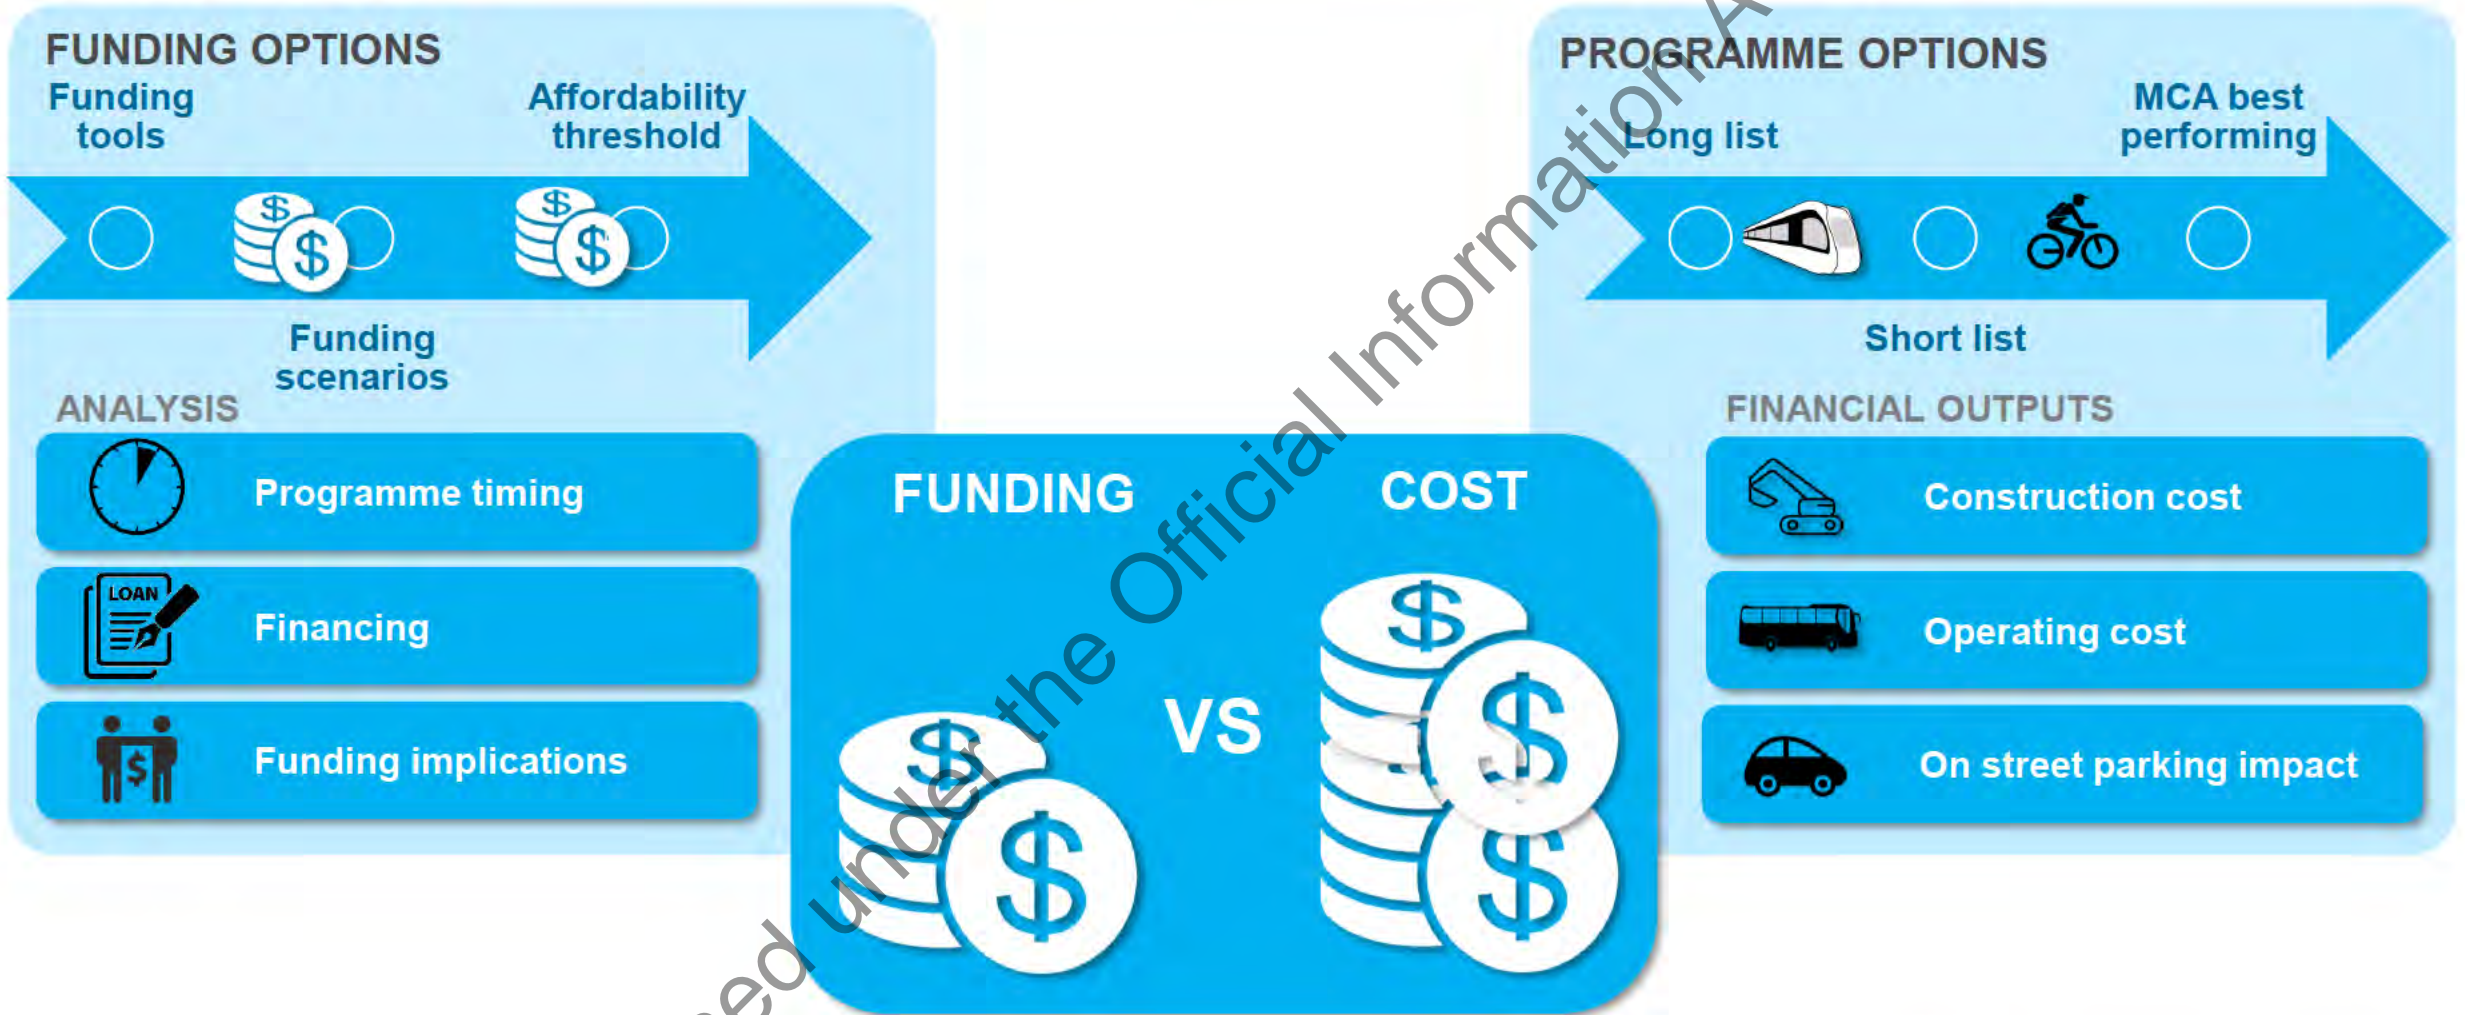 FUNDING OPTIONS
Funding
tools
Affordability
threshold
$
$
$
$
Funding
scenarios
ANALYSIS
Programme timing
LOAN
Financing
$
Funding implications
PROGRAMME OPTIONS
Long list
MCA best
performing
Short list
FINANCIAL OUTPUTS
Construction cost
Operating cost
On street parking impact
FUNDING
COST
VS
$
$
$
$
$
under the Official Information